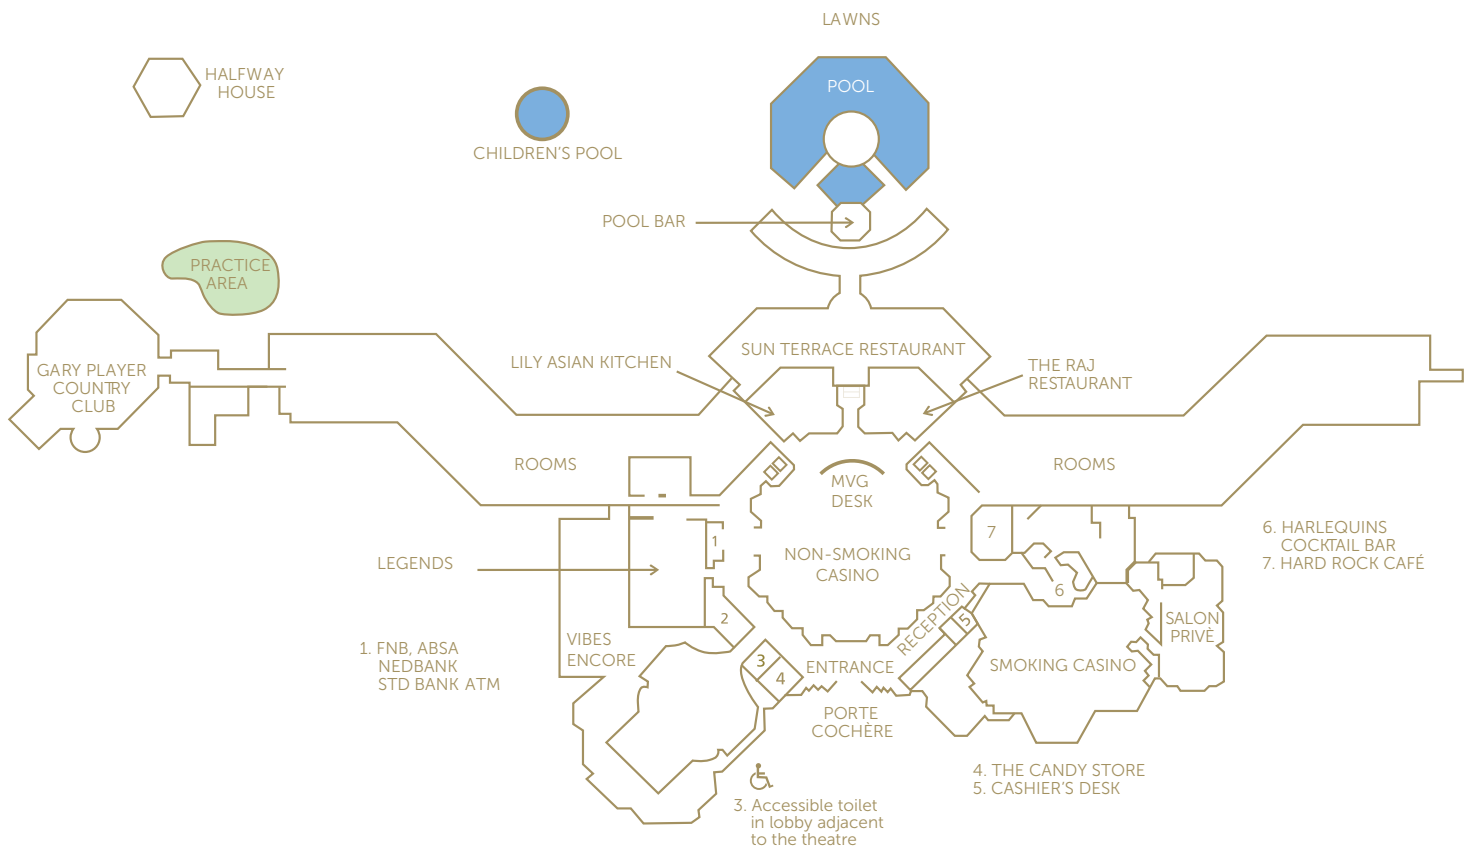 LAWNS
HALFWAY
HOUSE
POOL
CHILDREN'S POOL
POOL BAR
PRACTICE
AREA
SUN TERRACE RESTAURANT
LILY ASIAN KITCHEN
THE RAJ
RESTAURANT
GARY PLAYER
COUNTRY
CLUB
ROOMS
MVG
DESK
ROOMS
7
6. HARLEQUINS
COCKTAIL BAR
7. HARD ROCK CAFÉ
1
NON-SMOKING
CASINO
LEGENDS
6
2
RECEPTION
5
SALON
PRIVÈ
VIBES
ENCORE
1. FNB, ABSA
NEDBANK
STD BANK ATM
3
4
ENTRANCE
SMOKING CASINO
PORTE
COCHÈRE
4. THE CANDY STORE
5. CASHIER'S DESK
3. Accessible toilet
in lobby adjacent
to the theatre